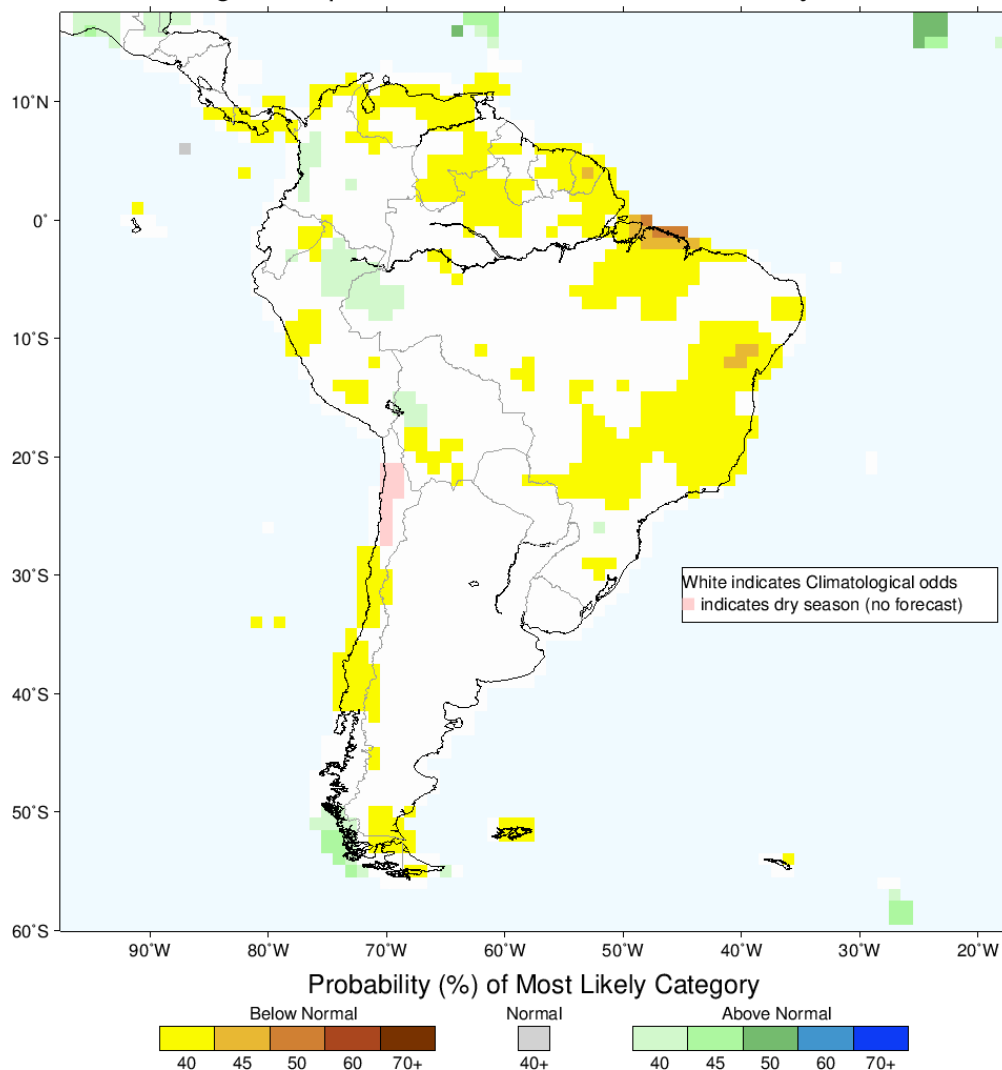 10˚N
0˚
10˚S
20˚S
30˚S
40˚S
50˚S
60˚S
White indicates Climatological odds
indicates dry season (no forecast)
90˚W 80˚W 70˚W 60˚W 50˚W 40˚W 30˚W 20˚W
Probability (%) of Most Likely Category
Below Normal Normal Above Normal
40 45 50 60 70+ 40+ 40 45 50 60 70+